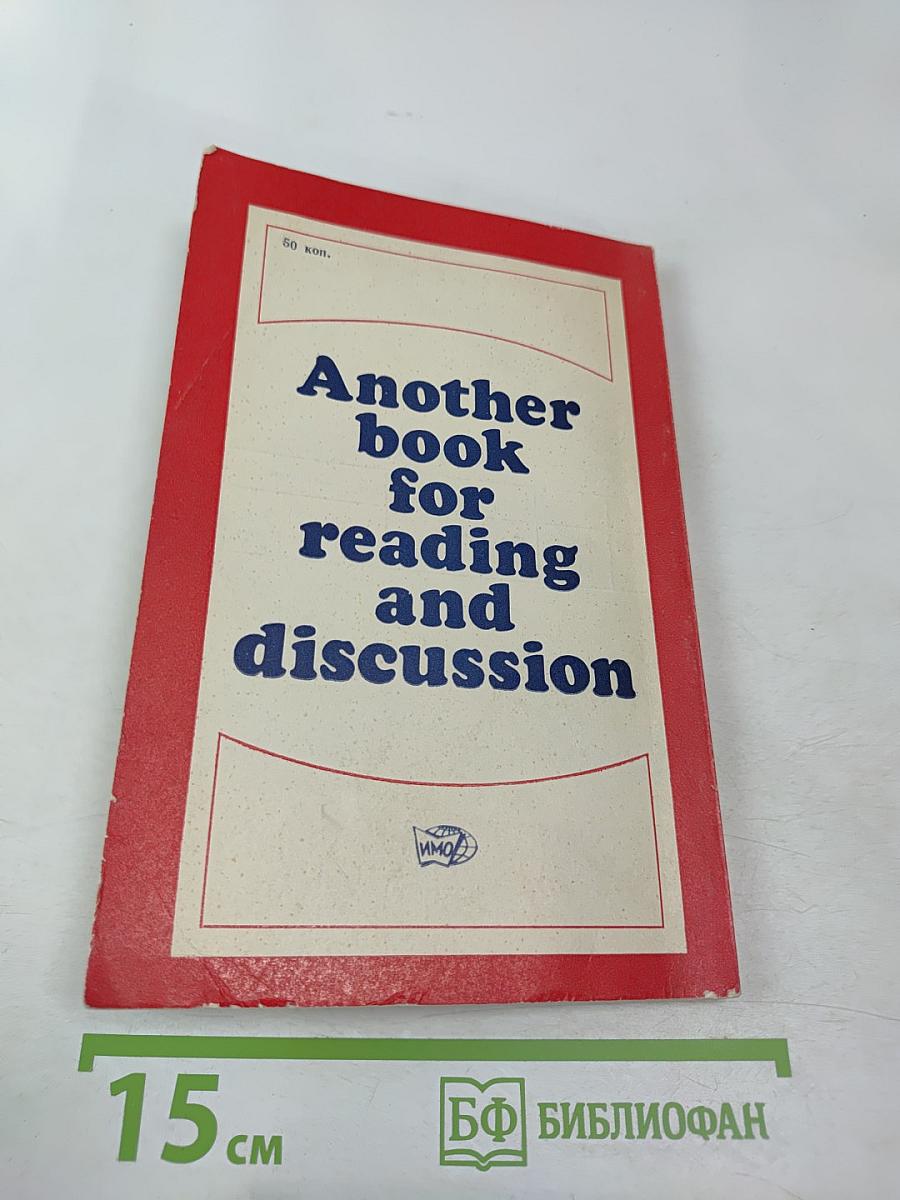 50 коп.
Another
book
for
reading
and
discussion
ИМО
15 см
БФ БИБЛИОФАН